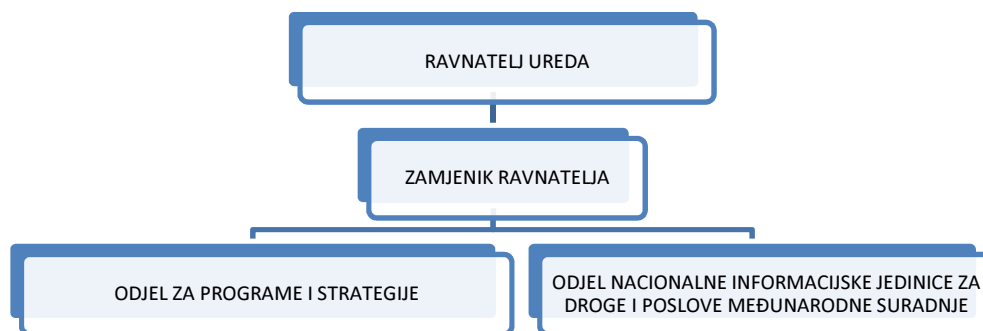 RAVNATELJ UREDA
ZAMJENIK RAVNATELJA
ODJEL ZA PROGRAME I STRATEGIJE
ODJEL NACIONALNE INFORMACIJSKE JEDINICE ZA
DROGE I POSLOVE MEĐUNARODNE SURADNJE